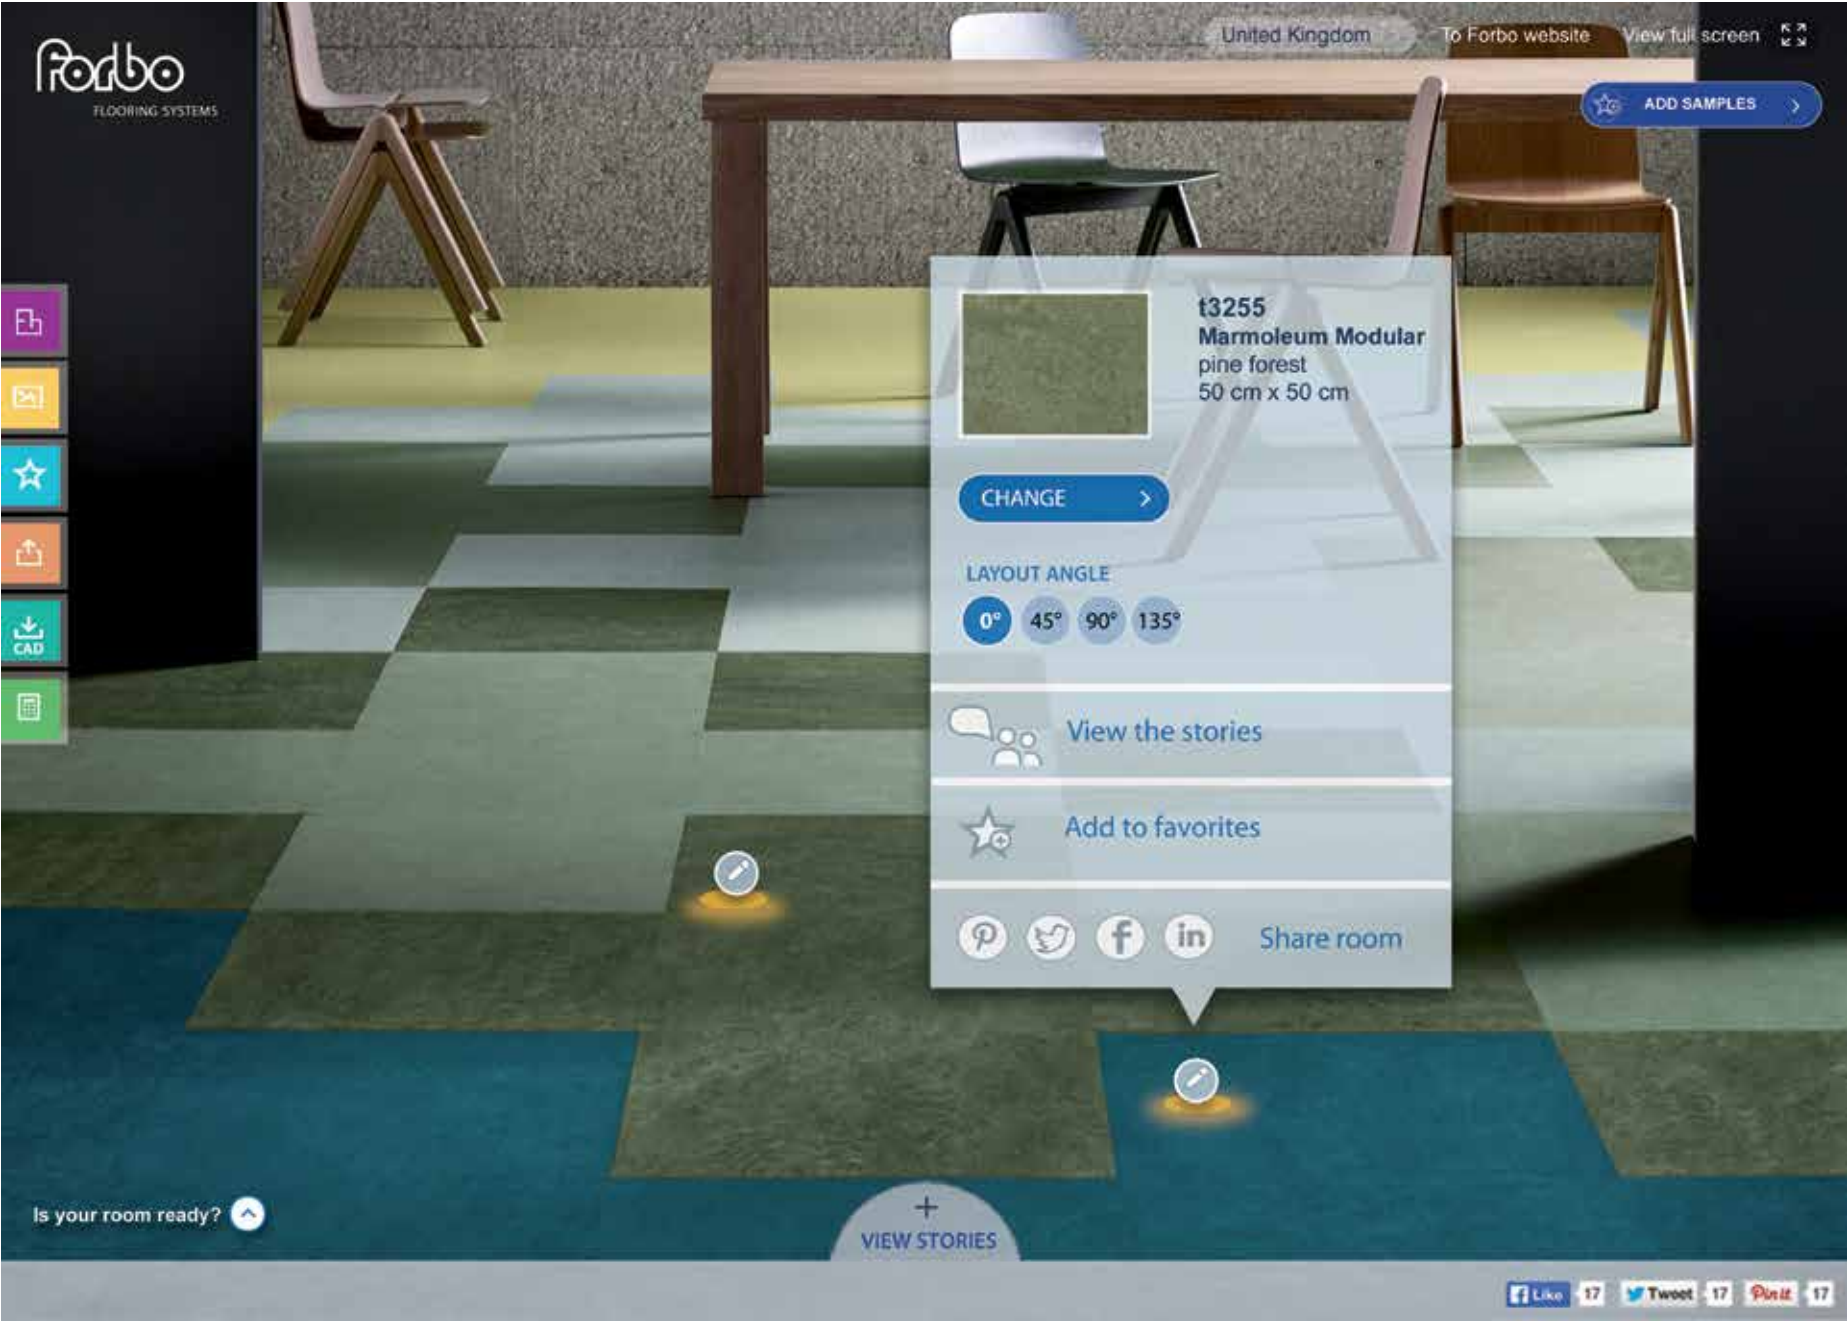 Forbo
FLOORING SYSTEMS
United Kingdom
To Forbo website
View full screen
ADD SAMPLES
t3255
Marmoleum Modular
pine forest
50 cm x 50 cm
CHANGE
LAYOUT ANGLE
0° 45° 90° 135°
CAD
View the stories
Add to favorites
in Share room
Is your room ready?
VIEW STORIES
Like 17 Tweet 17 Pin it 17